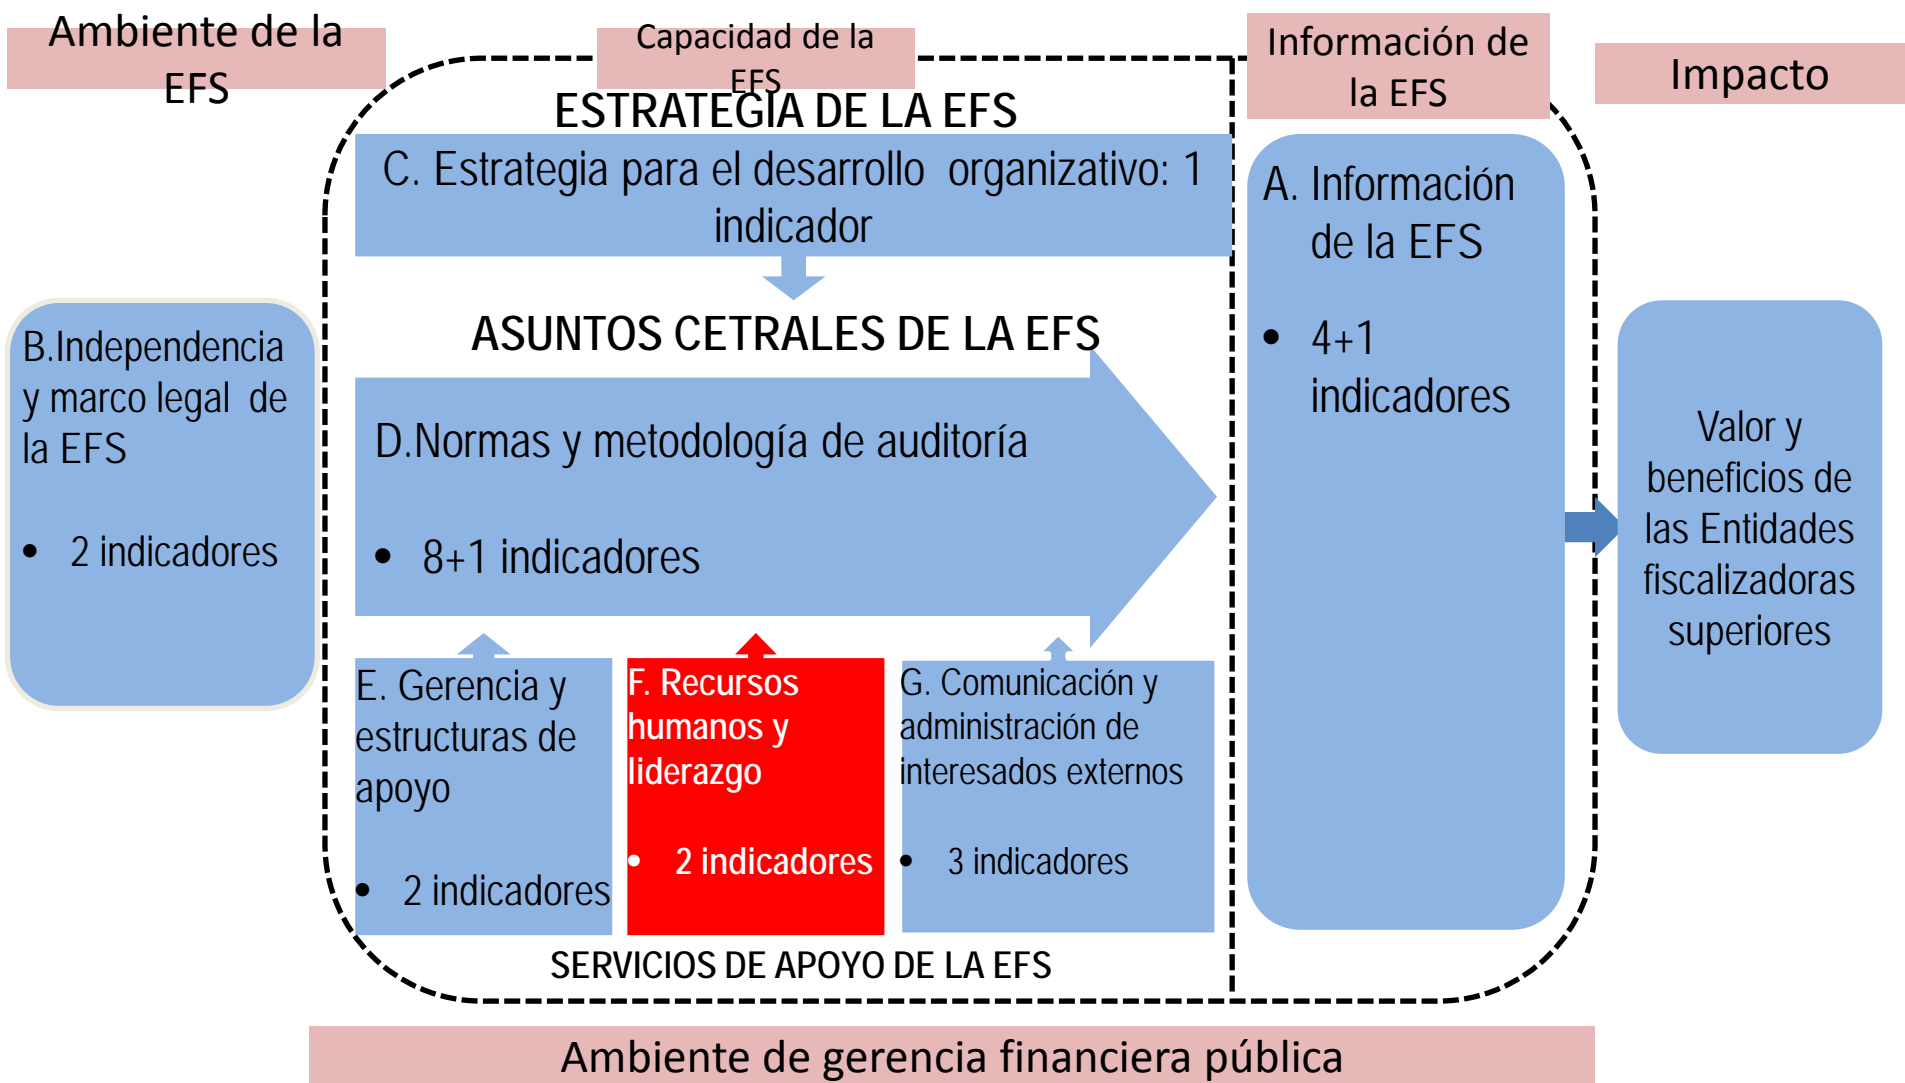 Ambiente de la
EFS
Capacidad de la
EFS
Información de
la EFS
Impacto
ESTRATEGIA DE LA EFS
C. Estrategia para el desarrollo organizativo: 1
indicador
ASUNTOS CETRALES DE LA EFS
B.Independencia
y marco legal de
la EFS
• 2 indicadores
D.Normas y metodología de auditoría
• 8+1 indicadores
E. Gerencia y
estructuras de
apoyo
• 2 indicadores
F. Recursos
humanos y
liderazgo
• 2 indicadores
G. Comunicación y
administración de
interesados externos
• 3 indicadores
SERVICIOS DE APOYO DE LA EFS
A. Información
de la EFS
• 4+1
indicadores
Valor y
beneficios de
las Entidades
fiscalizadoras
superiores
Ambiente de gerencia financiera pública